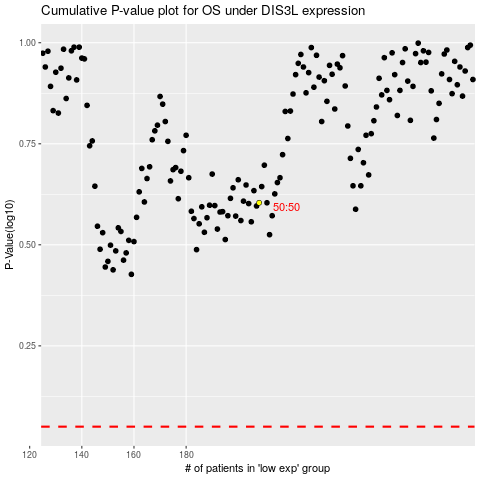 Cumulative P-value plot for OS under DIS3L expression
P-Value(log10)
1.00
0.75
0.50
0.25
50:50
120 140 160 180
# of patients in 'low exp' group